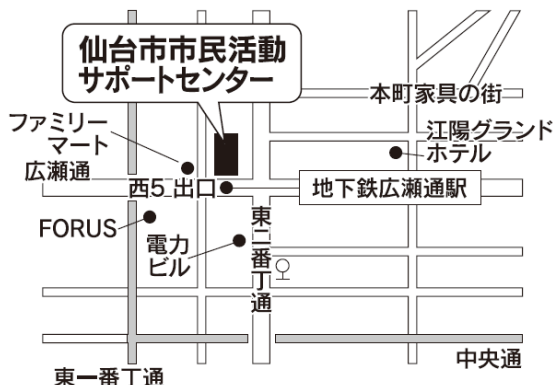 仙台市市民活動
サポートセンター
本町家具の街
ファミリー
マート
江陽グランド
ホテル
広瀬通
西5 出口
地下鉄広瀬通駅
FORUS
電力
ビル
東二番丁通
中央通
東一番丁通